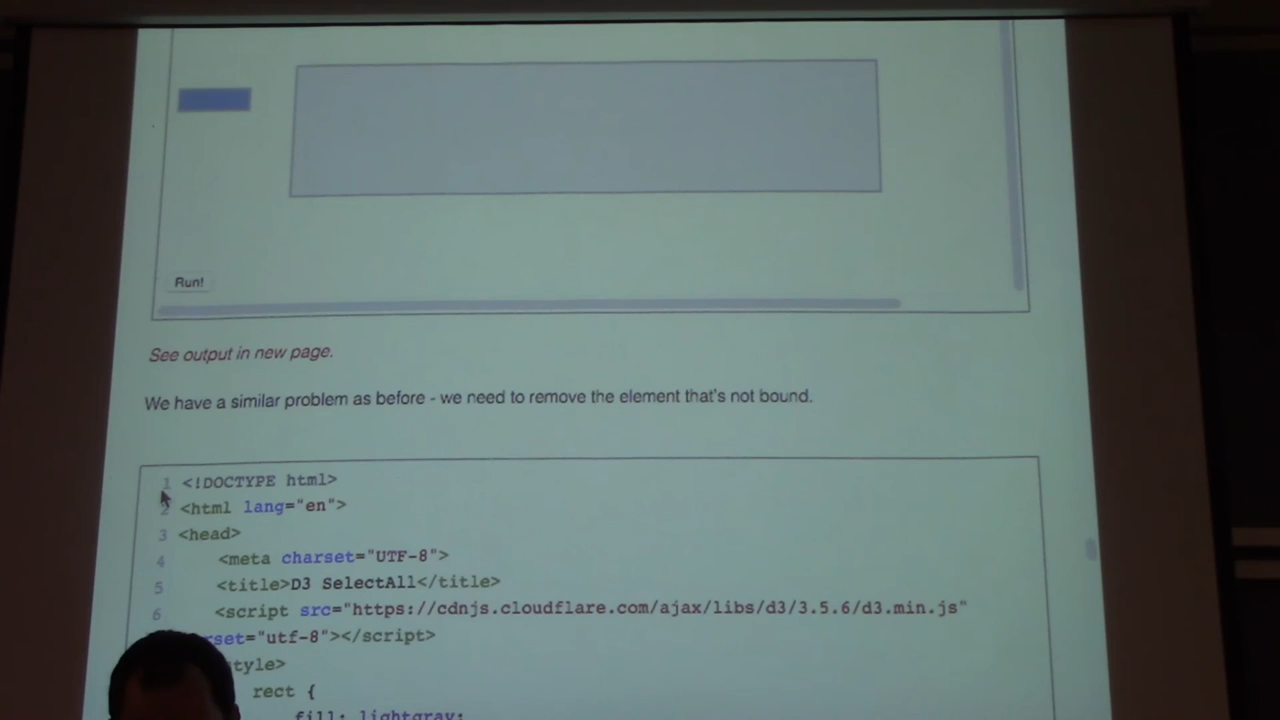 Run!
See output in new page.
We have a similar problem as before - we need to remove the element that's not bound.
1 <!DOCTYPE html>
2 <html lang="en">
3 <head>
4 <meta charset="UTF-8">
5 <title>D3 SelectAll</title>
6 <script src="https://cdnjs.cloudflare.com/ajax/libs/d3/3.5.6/d3.min.js"
rset="utf-8"></script>
tyle>
rect {
fill: lightgray;